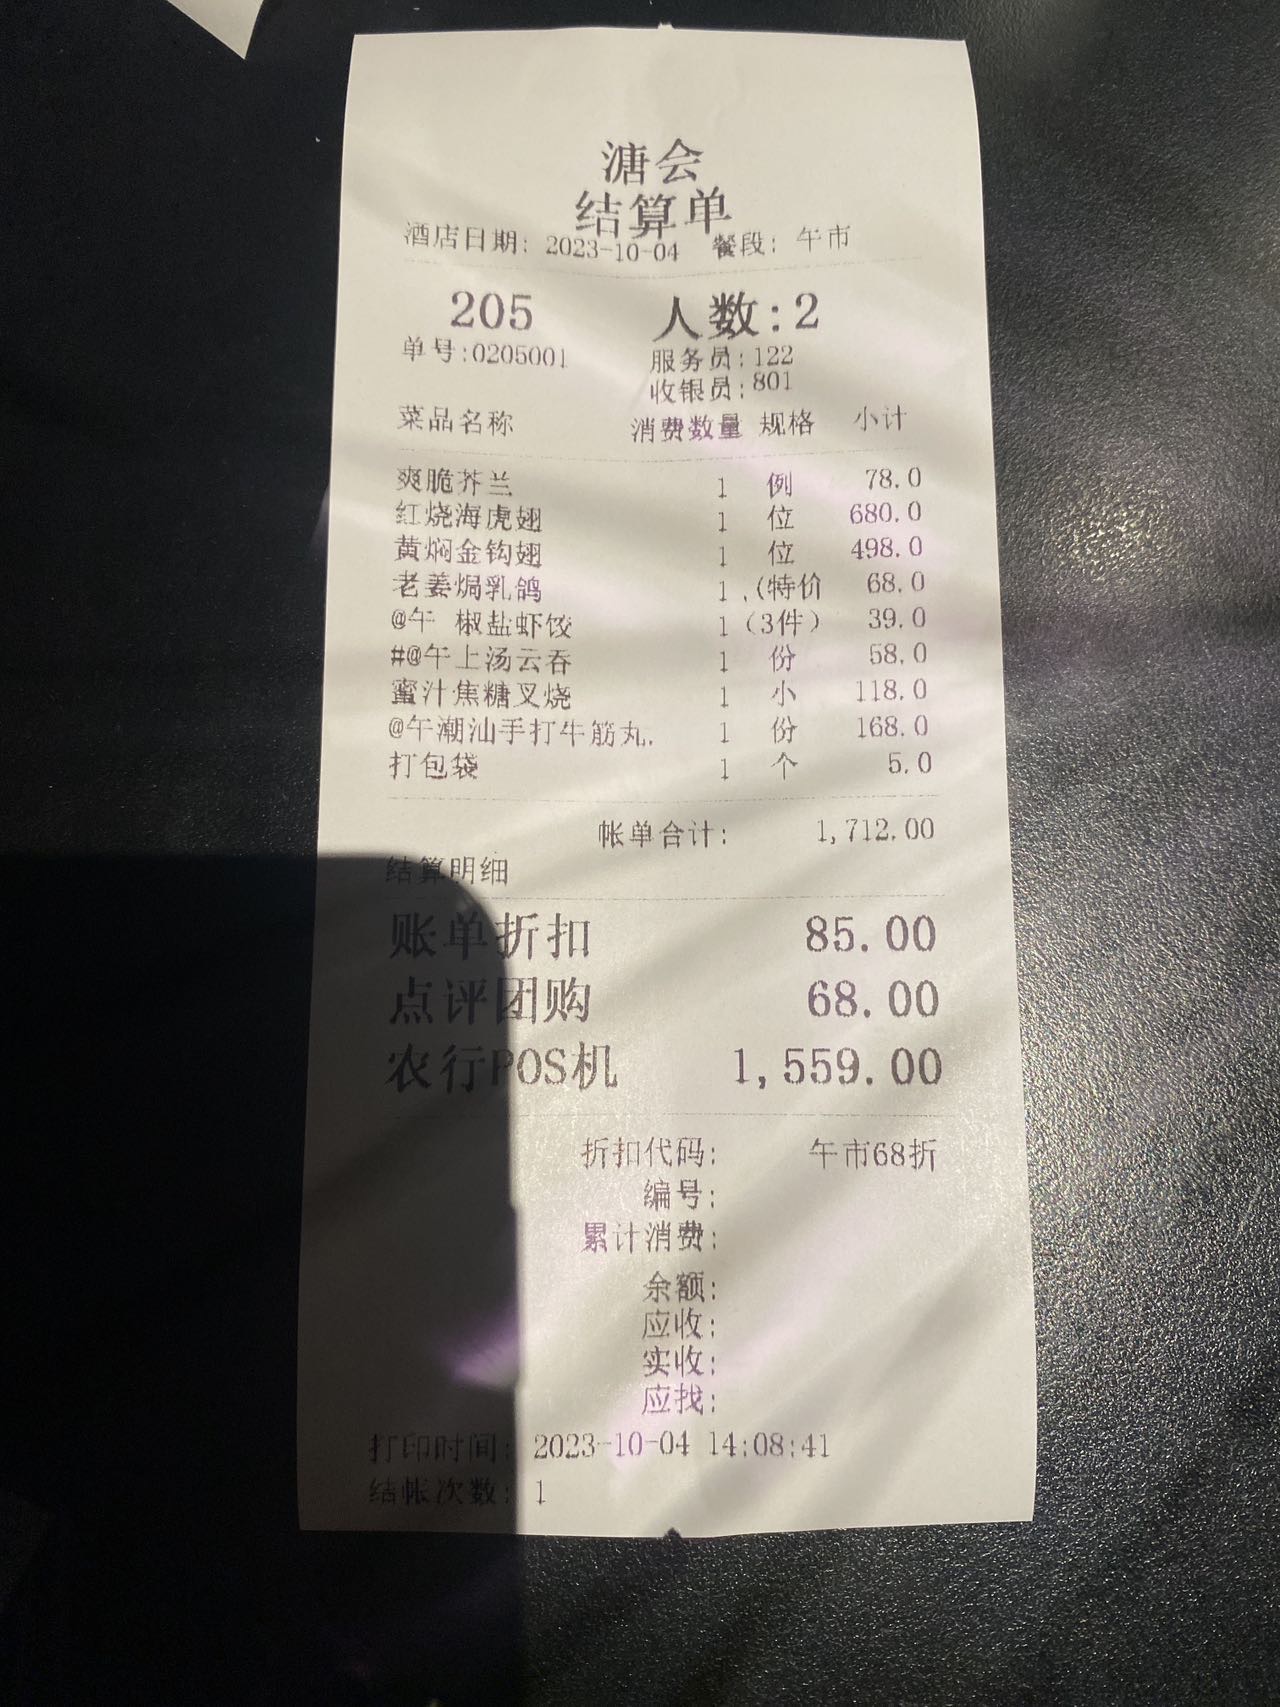 溏会
结算单
酒店日期: 2023-10-04 餐段: 午市
205 人数:2
单号:0205001 服务员:122
收银员:801
菜品名称 消费数量 规格 小计
爽脆芥兰 1 例 78.0
红烧海虎翅 1 位 680.0
黄焖金钩翅 1 位 498.0
老姜焗乳鸽 1 .(特价 68.0
@午 椒盐虾饺 1 (3件) 39.0
#@午上汤云吞 1 份 58.0
蜜汁焦糖叉烧 1 小 118.0
@午潮汕手打牛筋丸. 1 份 168.0
打包袋 1 个 5.0
帐单合计: 1,712.00
结算明细
账单折扣 85.00
点评团购 68.00
农行POS机 1,559.00
折扣代码: 午市68折
编号:
累计消费:
余额:
应收:
实收:
应找:
打印时间: 2023-10-04 14:08:41
结帐次数: 1